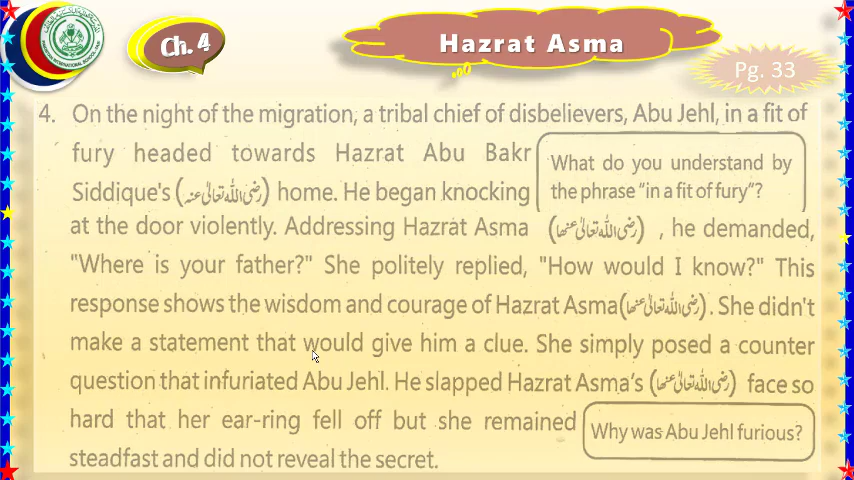 Ch. 4
Hazrat Asma
Pg. 33
4. On the night of the migration, a tribal chief of disbelievers, Abu Jehl, in a fit of
fury headed towards Hazrat Abu Bakr
Siddique's (رضی اللہ تعالیٰ عنہ) home. He began knocking
What do you understand by
the phrase "in a fit of fury"?
at the door violently. Addressing Hazrat Asma (رضی اللہ تعالیٰ عنھا) , he demanded,
"Where is your father?" She politely replied, "How would I know?" This
response shows the wisdom and courage of Hazrat Asma(رضی اللہ تعالیٰ عنھا). She didn't
make a statement that would give him a clue. She simply posed a counter
question that infuriated Abu Jehl. He slapped Hazrat Asma's (رضی اللہ تعالیٰ عنھا) face so
hard that her ear-ring fell off but she remained
steadfast and did not reveal the secret.
Why was Abu Jehl furious?